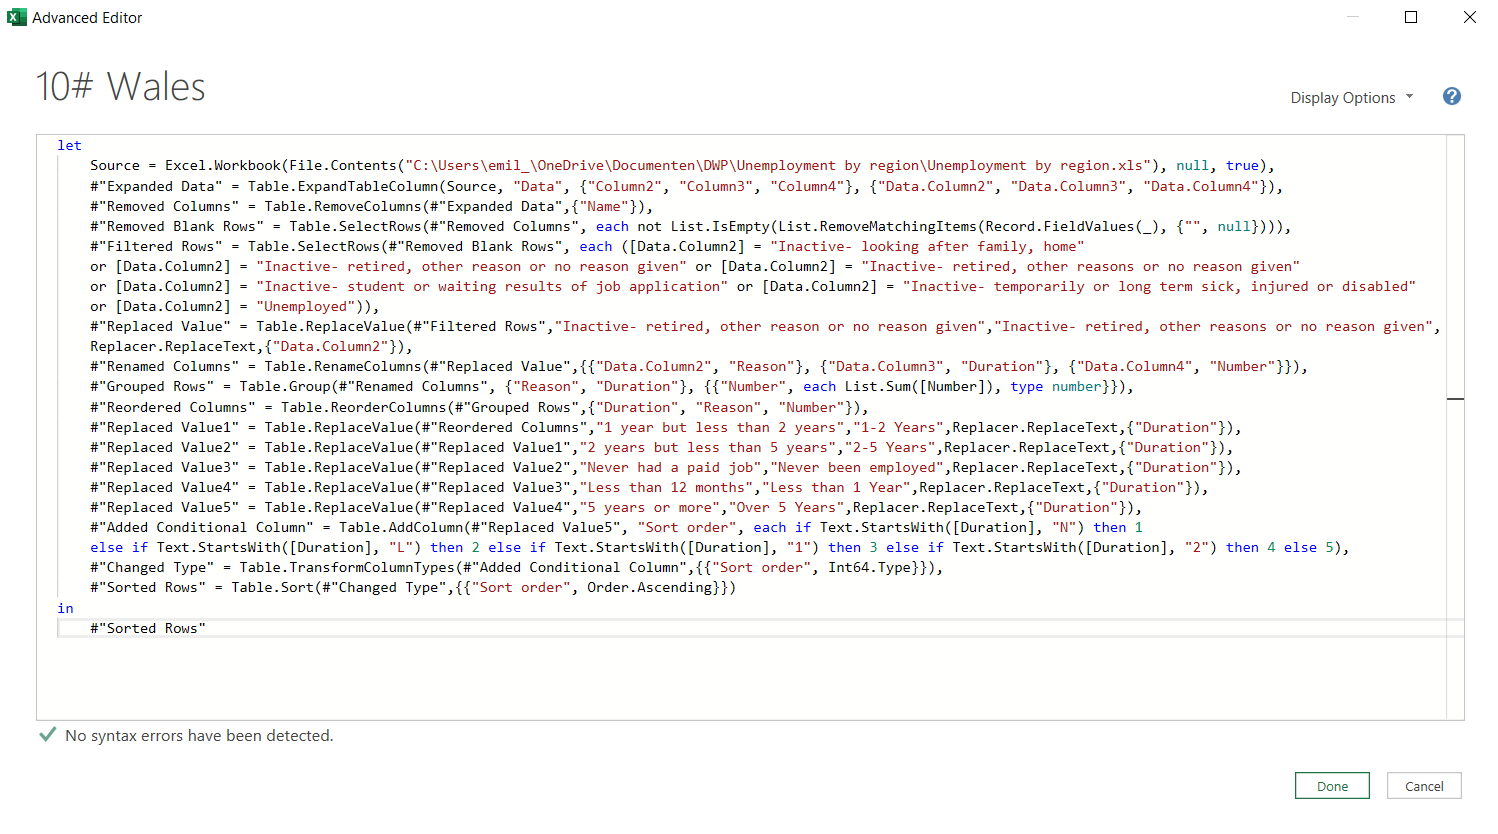 Advanced Editor
10# Wales
Display Options
let
Source = Excel.Workbook(File.Contents("C:\Users\emil_\OneDrive\Documenten\DWP\Unemployment by region\Unemployment by region.xls"), null, true),
#"Expanded Data" = Table.ExpandTableColumn(Source, "Data", {"Column2", "Column3", "Column4"}, {"Data.Column2", "Data.Column3", "Data.Column4"}),
#"Removed Columns" = Table.RemoveColumns(#"Expanded Data",{"Name"}),
#"Removed Blank Rows" = Table.SelectRows(#"Removed Columns", each not List.IsEmpty(List.RemoveMatchingItems(Record.FieldValues(_), {"", null}))),
#"Filtered Rows" = Table.SelectRows(#"Removed Blank Rows", each ([Data.Column2] = "Inactive- looking after family, home"
or [Data.Column2] = "Inactive- retired, other reason or no reason given" or [Data.Column2] = "Inactive- retired, other reasons or no reason given"
or [Data.Column2] = "Inactive- student or waiting results of job application" or [Data.Column2] = "Inactive- temporarily or long term sick, injured or disabled"
or [Data.Column2] = "Unemployed")),
#"Replaced Value" = Table.ReplaceValue(#"Filtered Rows","Inactive- retired, other reason or no reason given","Inactive- retired, other reasons or no reason given",
Replacer.ReplaceText,{"Data.Column2"}),
#"Renamed Columns" = Table.RenameColumns(#"Replaced Value",{{"Data.Column2", "Reason"}, {"Data.Column3", "Duration"}, {"Data.Column4", "Number"}}),
#"Grouped Rows" = Table.Group(#"Renamed Columns", {"Reason", "Duration"}, {{"Number", each List.Sum([Number]), type number}}),
#"Reordered Columns" = Table.ReorderColumns(#"Grouped Rows",{"Duration", "Reason", "Number"}),
#"Replaced Value1" = Table.ReplaceValue(#"Reordered Columns","1 year but less than 2 years","1-2 Years",Replacer.ReplaceText,{"Duration"}),
#"Replaced Value2" = Table.ReplaceValue(#"Replaced Value1","2 years but less than 5 years","2-5 Years",Replacer.ReplaceText,{"Duration"}),
#"Replaced Value3" = Table.ReplaceValue(#"Replaced Value2","Never had a paid job","Never been employed",Replacer.ReplaceText,{"Duration"}),
#"Replaced Value4" = Table.ReplaceValue(#"Replaced Value3","Less than 12 months","Less than 1 Year",Replacer.ReplaceText,{"Duration"}),
#"Replaced Value5" = Table.ReplaceValue(#"Replaced Value4","5 years or more","Over 5 Years",Replacer.ReplaceText,{"Duration"}),
#"Added Conditional Column" = Table.AddColumn(#"Replaced Value5", "Sort order", each if Text.StartsWith([Duration], "N") then 1
else if Text.StartsWith([Duration], "L") then 2 else if Text.StartsWith([Duration], "1") then 3 else if Text.StartsWith([Duration], "2") then 4 else 5),
#"Changed Type" = Table.TransformColumnTypes(#"Added Conditional Column",{{"Sort order", Int64.Type}}),
#"Sorted Rows" = Table.Sort(#"Changed Type",{{"Sort order", Order.Ascending}})
in
#"Sorted Rows"
No syntax errors have been detected.
Done
Cancel